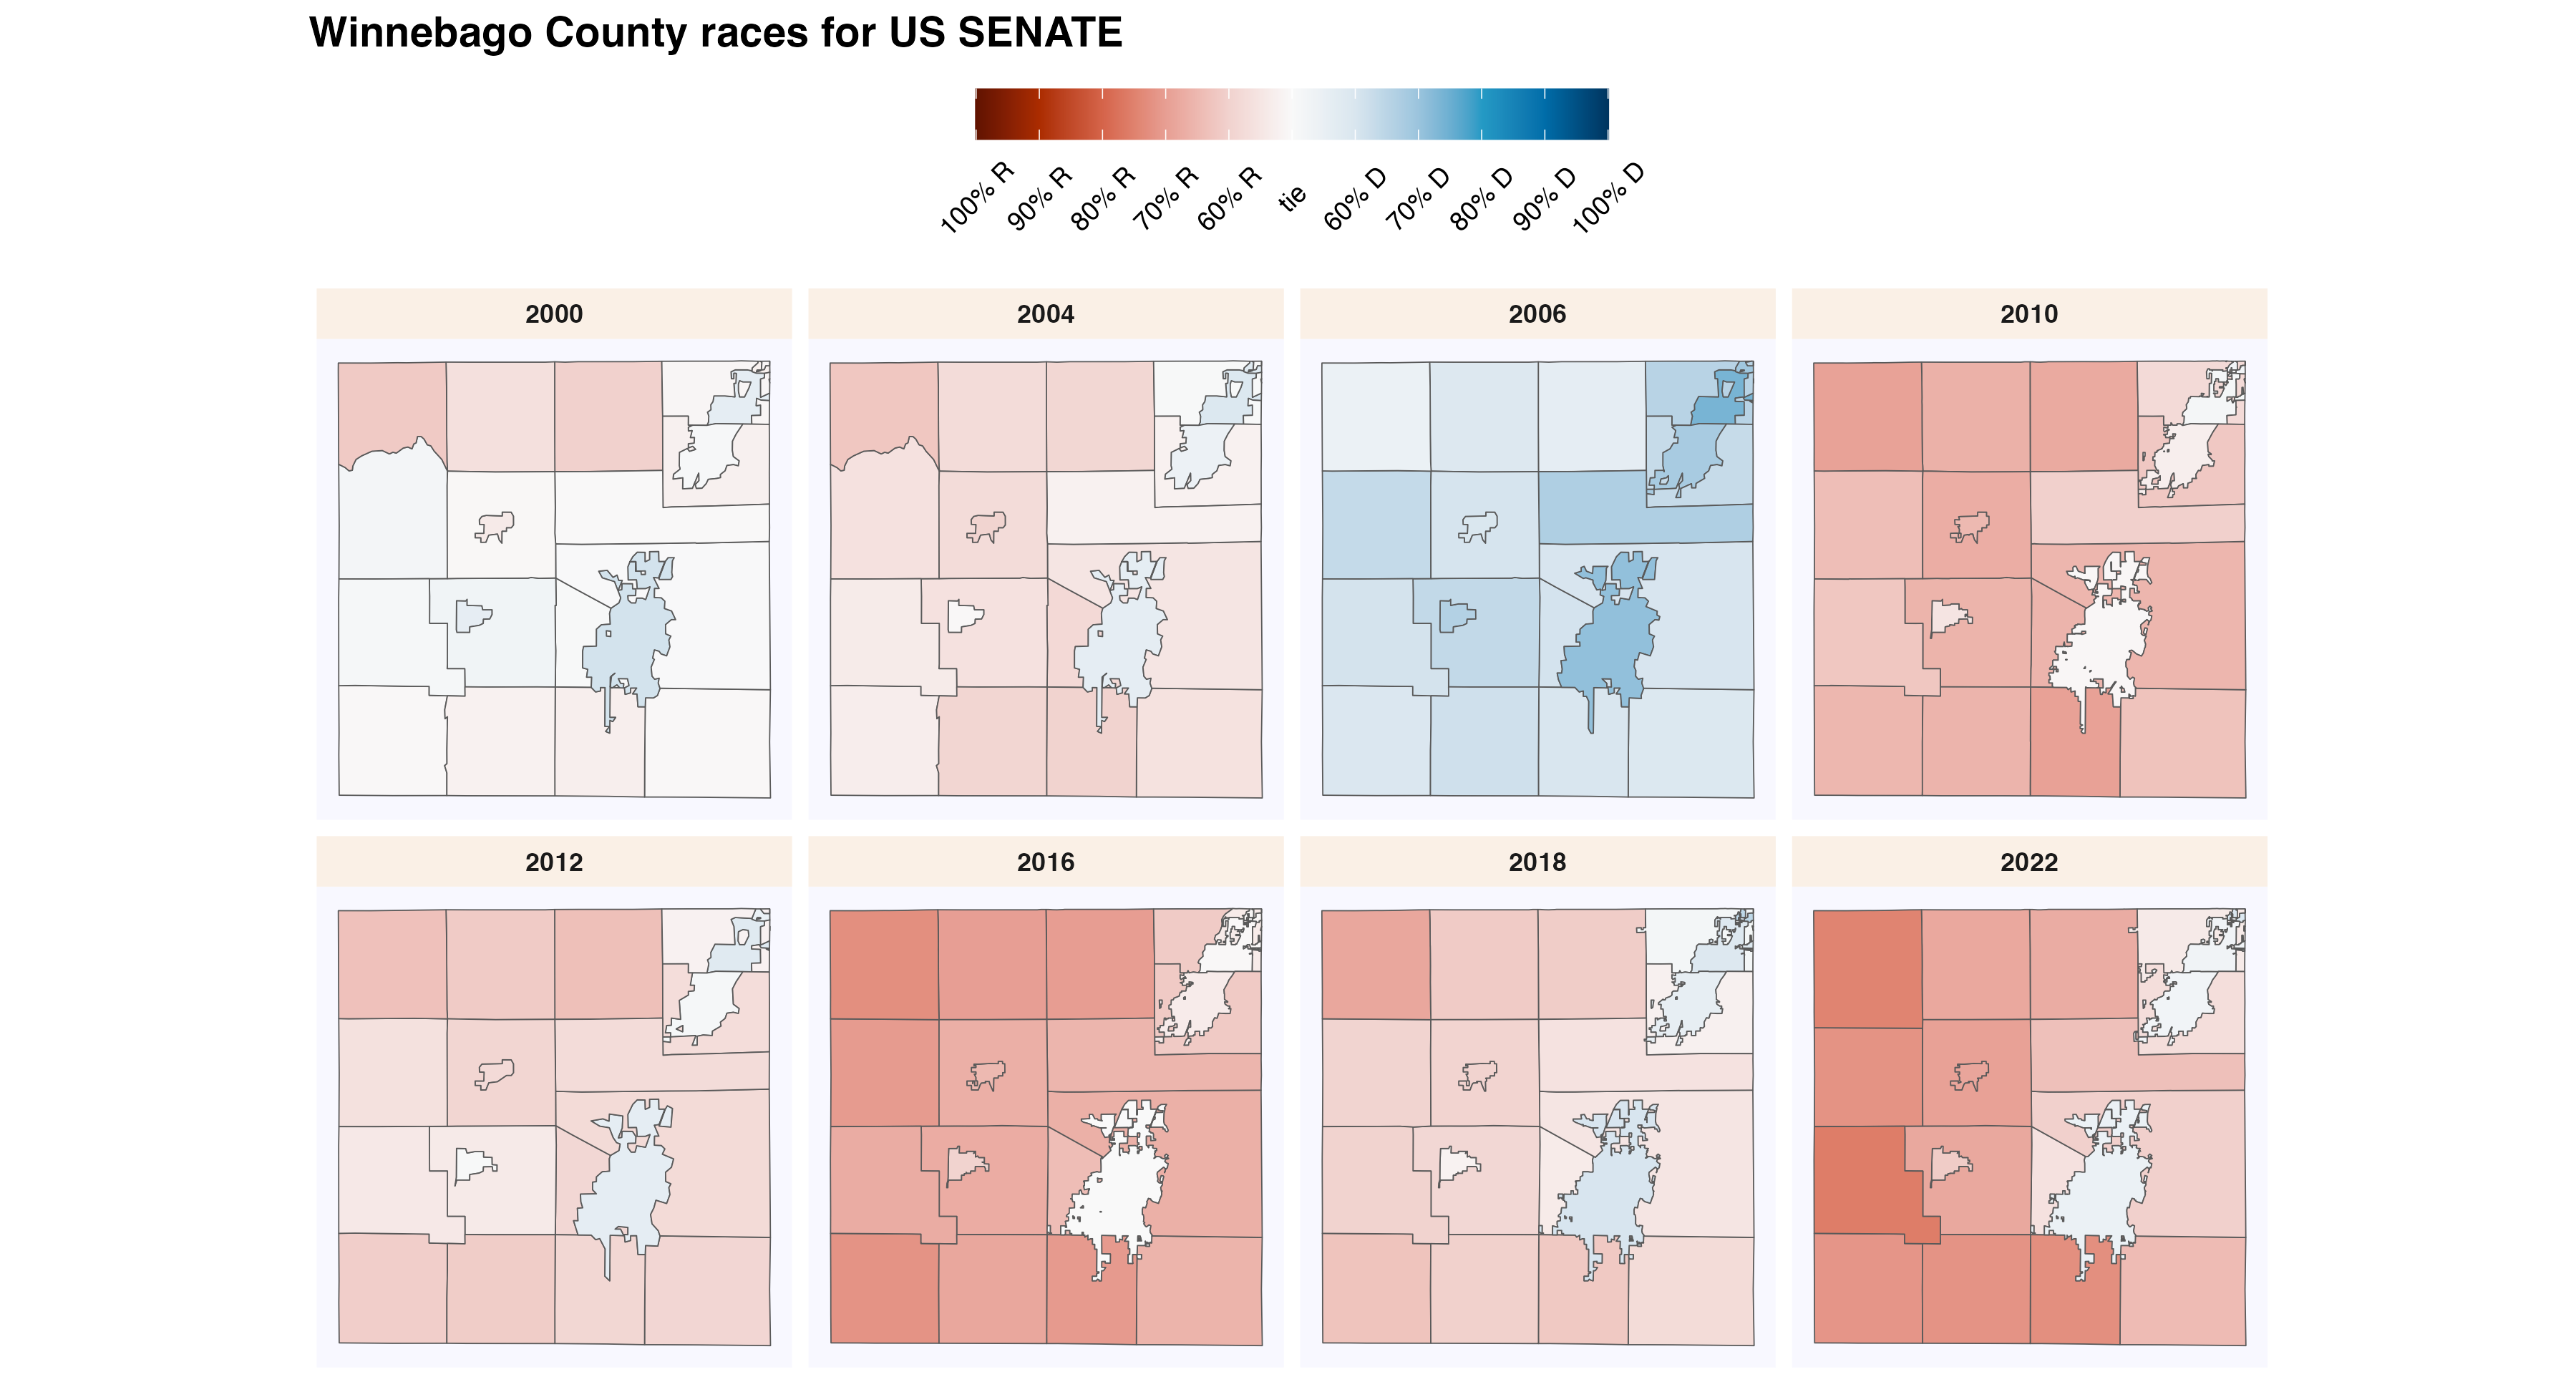 Winnebago County races for US SENATE
100% R
90% R
80% R
70% R
60% R
tie
60% D
70% D
80% D
90% D
100% D
2000
2004
2006
2010
2012
2016
2018
2022